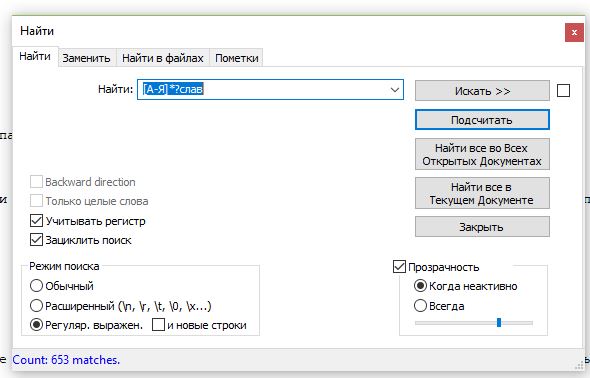 Найти
Найти Заменить Найти в файлах Пометки
Найти: [А-Я]*?слав
Искать >>
Подсчитать
Найти все во Всех
Открытых Документах
Найти все в
Текущем Документе
Закрыть
Backward direction
Только целые слова
Учитывать регистр
Зациклить поиск
Режим поиска
Обычный
Расширенный (\n, \r, \t, \0, \x...)
Регуляр. выражен. и новые строки
Прозрачность
Когда неактивно
Всегда
Count: 653 matches.